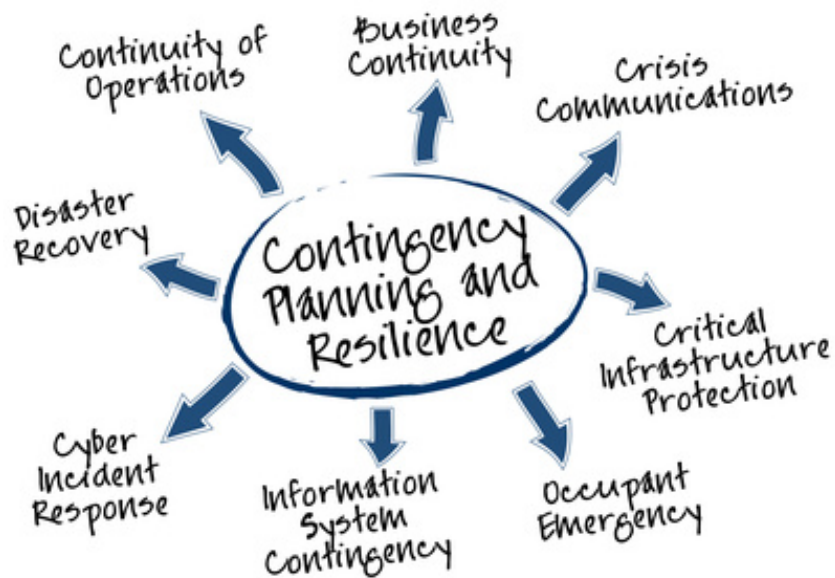 Continuity of
Operations
Business
Continuity
Crisis
Communications
Disaster
Recovery
Contingency
Planning and
Resilience
Critical
Infrastructure
Protection
Cyber
Incident
Response
Information
System
Contingency
Occupant
Emergency